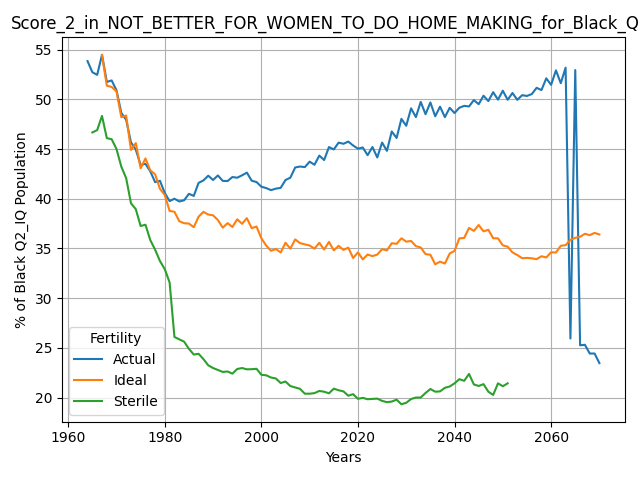 Score_2_in_NOT_BETTER_FOR_WOMEN_TO_DO_HOME_MAKING_for_Black_Q
55
50
45
40
35
30
25
20
% of Black Q2_IQ Population
Fertility
Actual
Ideal
Sterile
1960 1980 2000 2020 2040 2060
Years